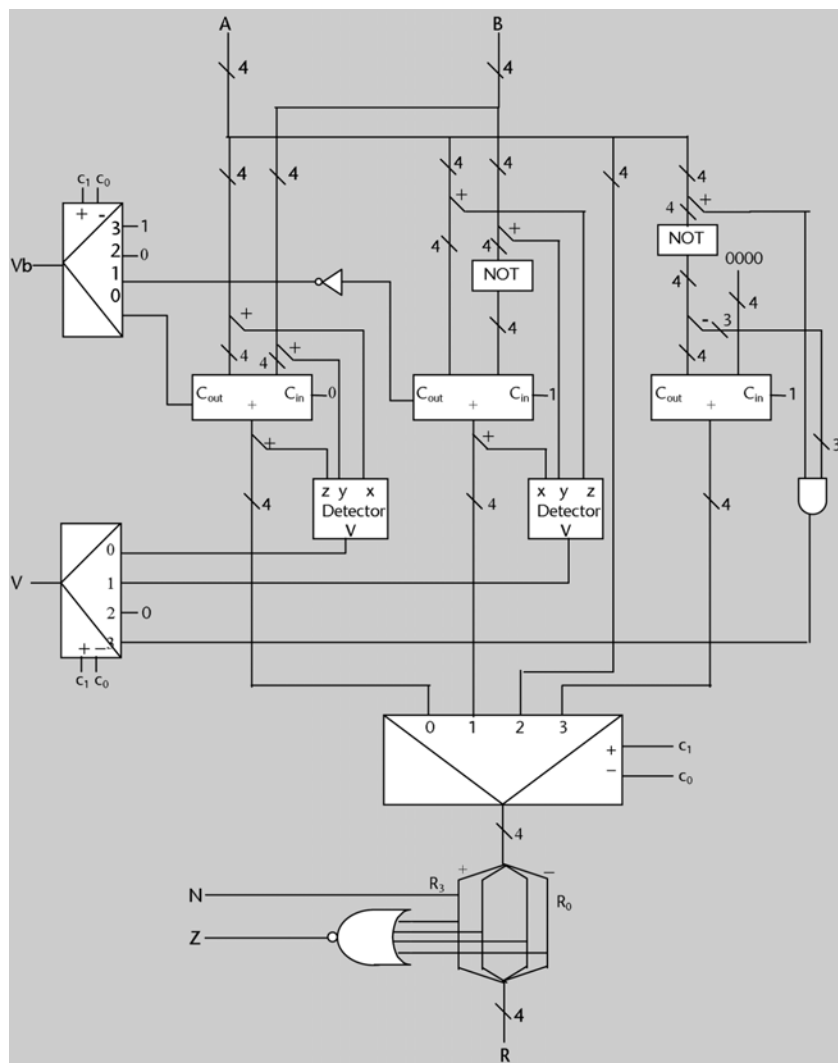 A B
4 4
4 4 4 4 4 4
c₁ c₀
+ -
3 1
2 0
1
0
Vb
+ + 4 +
4 4 NOT
NOT 0000
4 4 4
+ + - 3
4 4 4 4
Cout Cin 0
+
Cout Cin 1
+
Cout Cin 1
+
+ + 3
4 4 4
z y x
Detector
V
x y z
Detector
V
V
0
1
2 0
3
+ -
c₁ c₀
0 1 2 3
+ c₁
− c₀
4
+ −
R₃ R₀
N
Z
4
R